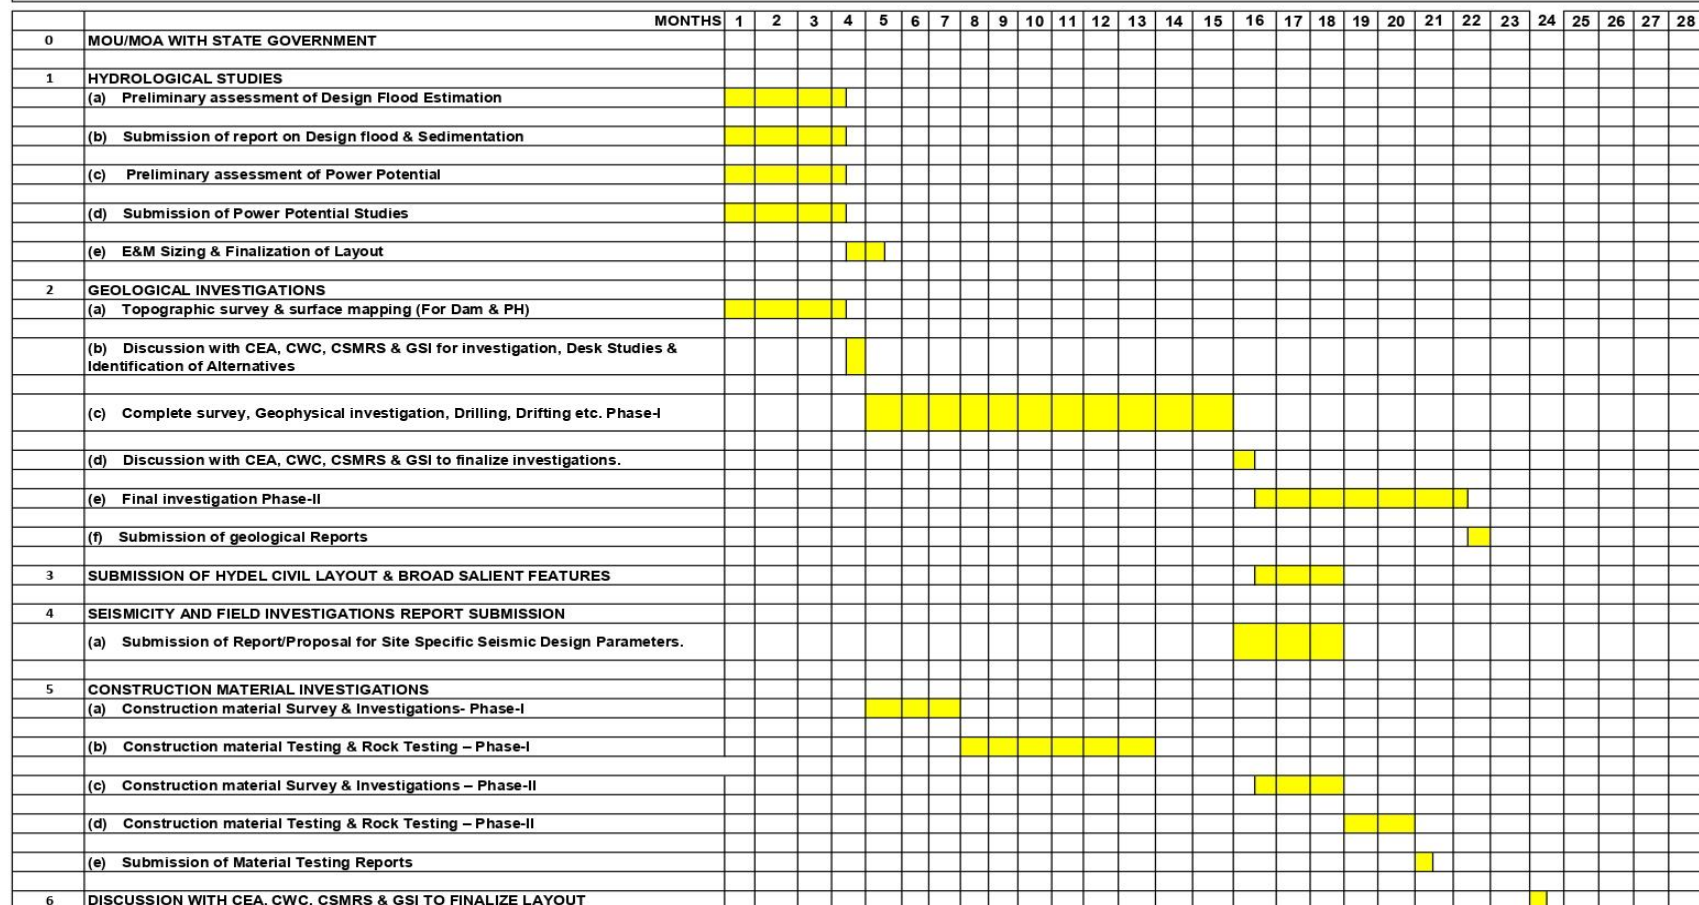 MONTHS 1 2 3 4 5 6 7 8 9 10 11 12 13 14 15 16 17 18 19 20 21 22 23 24 25 26 27 28
0 MOU/MOA WITH STATE GOVERNMENT
1 HYDROLOGICAL STUDIES
(a) Preliminary assessment of Design Flood Estimation
(b) Submission of report on Design flood & Sedimentation
(c) Preliminary assessment of Power Potential
(d) Submission of Power Potential Studies
(e) E&M Sizing & Finalization of Layout
2 GEOLOGICAL INVESTIGATIONS
(a) Topographic survey & surface mapping (For Dam & PH)
(b) Discussion with CEA, CWC, CSMRS & GSI for investigation, Desk Studies &
Identification of Alternatives
(c) Complete survey, Geophysical investigation, Drilling, Drifting etc. Phase-I
(d) Discussion with CEA, CWC, CSMRS & GSI to finalize investigations.
(e) Final investigation Phase-II
(f) Submission of geological Reports
3 SUBMISSION OF HYDEL CIVIL LAYOUT & BROAD SALIENT FEATURES
4 SEISMICITY AND FIELD INVESTIGATIONS REPORT SUBMISSION
(a) Submission of Report/Proposal for Site Specific Seismic Design Parameters.
5 CONSTRUCTION MATERIAL INVESTIGATIONS
(a) Construction material Survey & Investigations- Phase-I
(b) Construction material Testing & Rock Testing – Phase-I
(c) Construction material Survey & Investigations – Phase-II
(d) Construction material Testing & Rock Testing – Phase-II
(e) Submission of Material Testing Reports
6 DISCUSSION WITH CEA, CWC, CSMRS & GSI TO FINALIZE LAYOUT